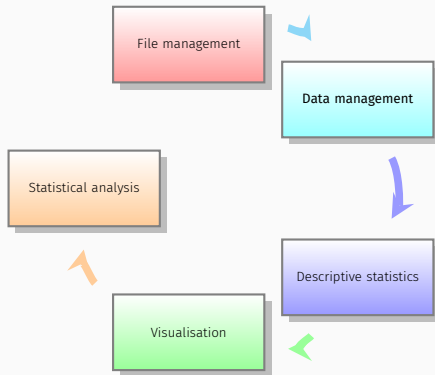 File management
Data management
Descriptive statistics
Visualisation
Statistical analysis